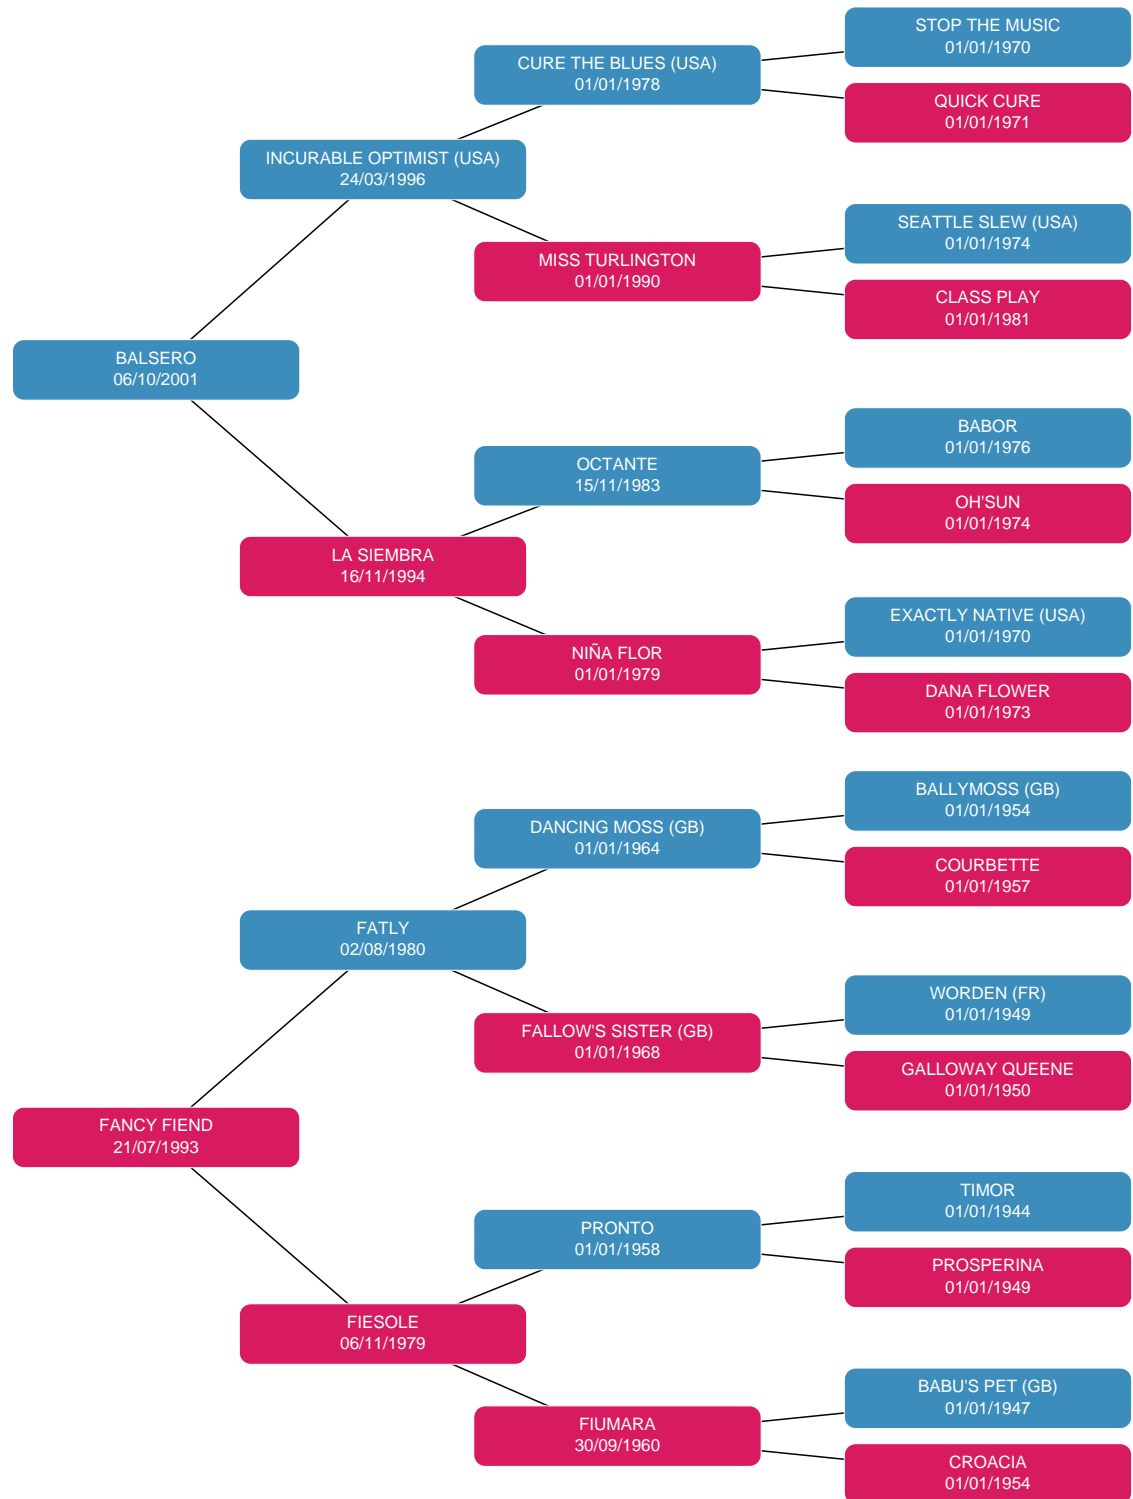 STOP THE MUSIC
01/01/1970
CURE THE BLUES (USA)
01/01/1978
QUICK CURE
01/01/1971
INCURABLE OPTIMIST (USA)
24/03/1996
SEATTLE SLEW (USA)
01/01/1974
MISS TURLINGTON
01/01/1990
CLASS PLAY
01/01/1981
BALSERO
06/10/2001
BABOR
01/01/1976
OCTANTE
15/11/1983
OH'SUN
01/01/1974
LA SIEMBRA
16/11/1994
EXACTLY NATIVE (USA)
01/01/1970
NIÑA FLOR
01/01/1979
DANA FLOWER
01/01/1973
BALLYMOSS (GB)
01/01/1954
DANCING MOSS (GB)
01/01/1964
COURBETTE
01/01/1957
FATLY
02/08/1980
WORDEN (FR)
01/01/1949
FALLOW'S SISTER (GB)
01/01/1968
GALLOWAY QUEENE
01/01/1950
FANCY FIEND
21/07/1993
TIMOR
01/01/1944
PRONTO
01/01/1958
PROSPERINA
01/01/1949
FIESOLE
06/11/1979
BABU'S PET (GB)
01/01/1947
FIUMARA
30/09/1960
CROACIA
01/01/1954